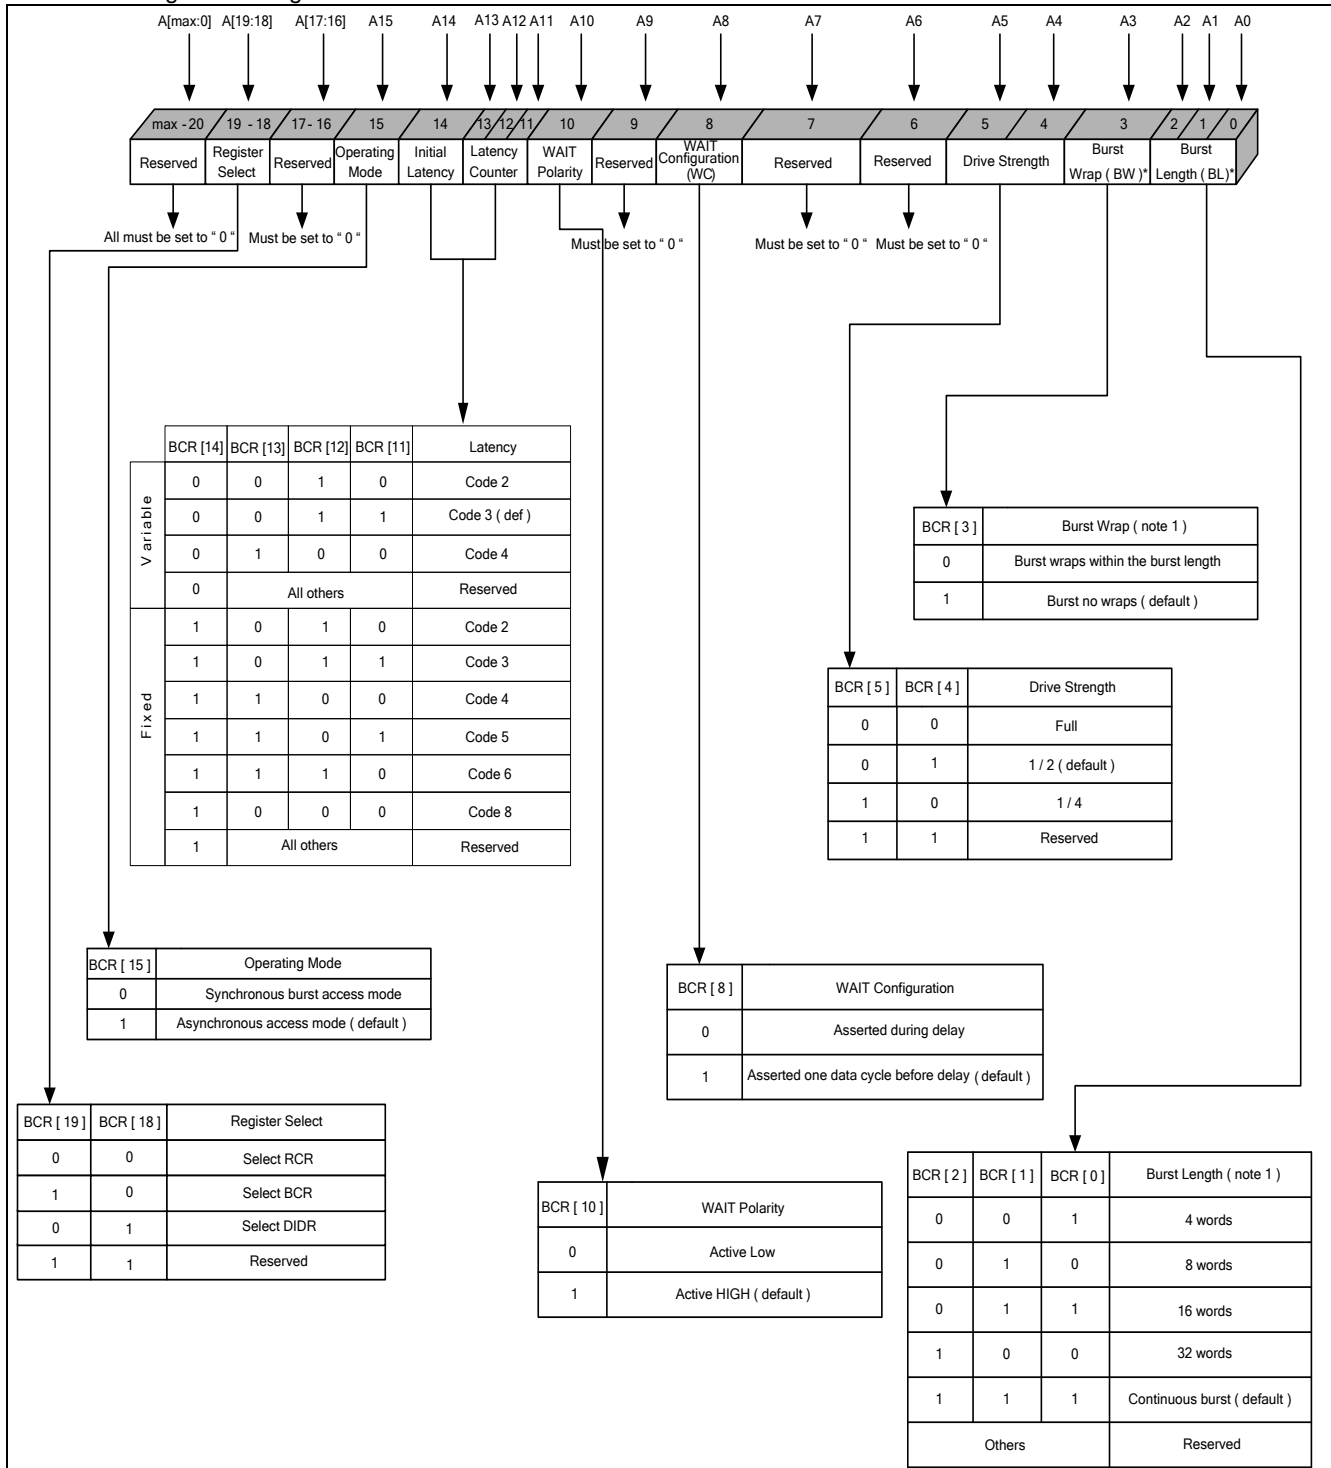 A[max:0] A[19:18] A[17:16] A15 A14 A13 A12 A11 A10 A9 A8 A7 A6 A5 A4 A3 A2 A1 A0
max - 20 19 - 18 17 - 16 15 14 13 12 11 10 9 8 7 6 5 4 3 2 1 0
Reserved
Register Select
Reserved
Operating Mode
Initial Latency
Latency Counter
WAIT Polarity
Reserved
WAIT Configuration (WC)
Reserved
Reserved
Drive Strength
Burst Wrap ( BW )*
Burst Length ( BL )*
All must be set to “ 0 “
Must be set to “ 0 “
Must be set to “ 0 “
Must be set to “ 0 “
Must be set to “ 0 “
BCR [14] BCR [13] BCR [12] BCR [11] Latency
Variable
0 0 1 0 Code 2
0 0 1 1 Code 3 ( def )
0 1 0 0 Code 4
0 All others Reserved
Fixed
1 0 1 0 Code 2
1 0 1 1 Code 3
1 1 0 0 Code 4
1 1 0 1 Code 5
1 1 1 0 Code 6
1 0 0 0 Code 8
1 All others Reserved
BCR [ 3 ] Burst Wrap ( note 1 )
0 Burst wraps within the burst length
1 Burst no wraps ( default )
BCR [ 5 ] BCR [ 4 ] Drive Strength
0 0 Full
0 1 1 / 2 ( default )
1 0 1 / 4
1 1 Reserved
BCR [ 15 ] Operating Mode
0 Synchronous burst access mode
1 Asynchronous access mode ( default )
BCR [ 8 ] WAIT Configuration
0 Asserted during delay
1 Asserted one data cycle before delay ( default )
BCR [ 19 ] BCR [ 18 ] Register Select
0 0 Select RCR
1 0 Select BCR
0 1 Select DIDR
1 1 Reserved
BCR [ 10 ] WAIT Polarity
0 Active Low
1 Active HIGH ( default )
BCR [ 2 ] BCR [ 1 ] BCR [ 0 ] Burst Length ( note 1 )
0 0 1 4 words
0 1 0 8 words
0 1 1 16 words
1 0 0 32 words
1 1 1 Continuous burst ( default )
Others Reserved